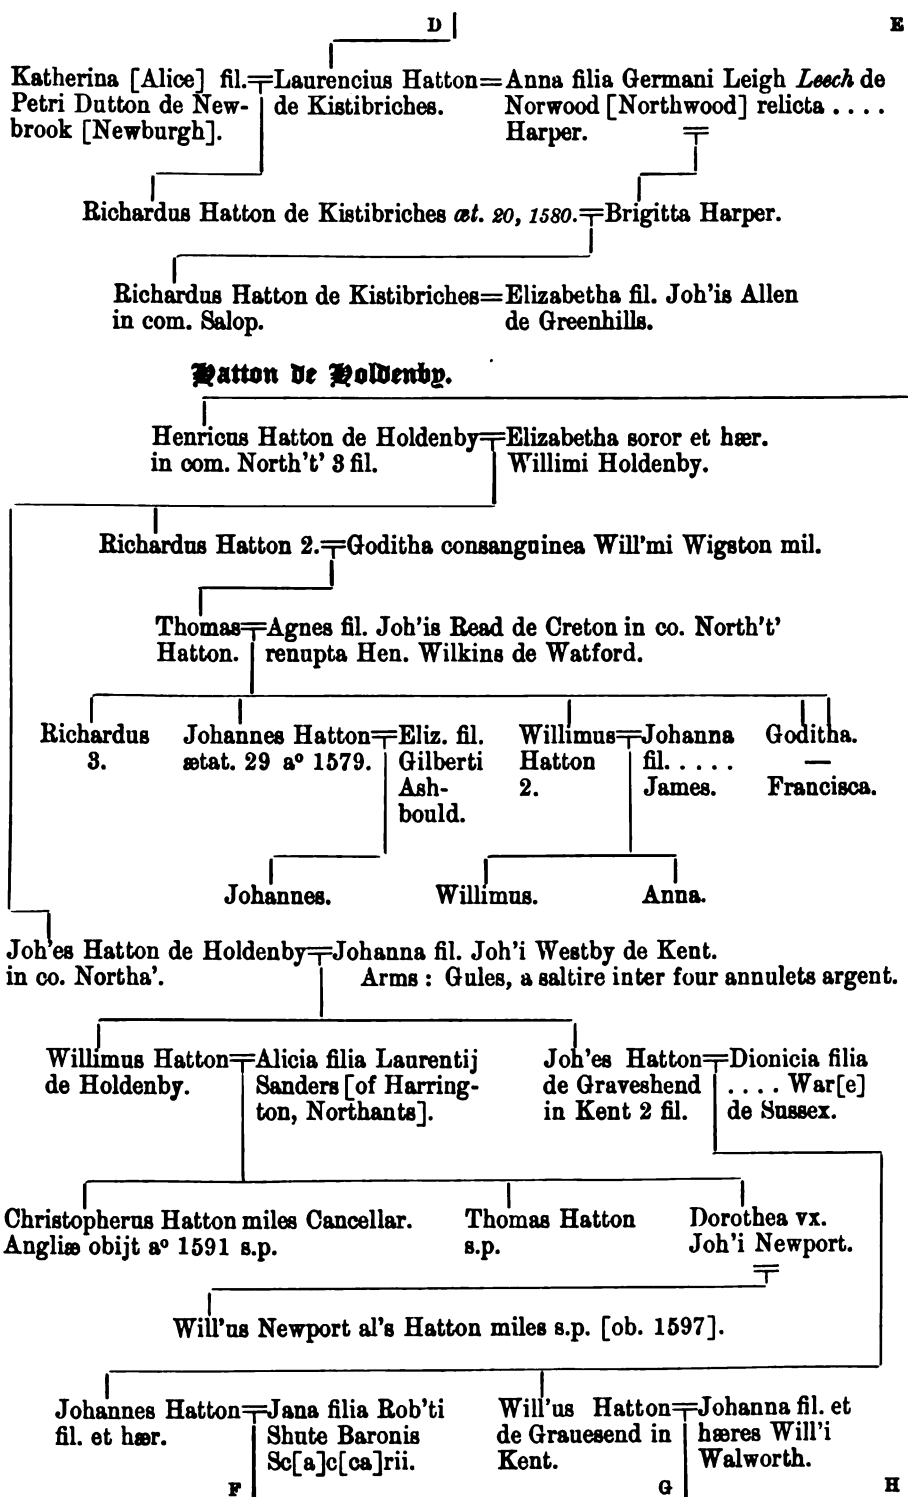 D E
Katherina [Alice] fil. Laurencius Hatton Anna filia Germani Leigh Leech de
Petri Dutton de New- de Kistibriches. Norwood [Northwood] relicta . . . .
brook [Newburgh]. Harper.
Richardus Hatton de Kistibriches æt. 20, 1580. Brigitta Harper.
Richardus Hatton de Kistibriches Elizabetha fil. Joh'is Allen
in com. Salop. de Greenhills.
Hatton de Holdenby.
Henricus Hatton de Holdenby Elizabetha soror et hær.
in com. North't' 3 fil. Willimi Holdenby.
Richardus Hatton 2. Goditha consanguinea Will'mi Wigston mil.
Thomas Agnes fil. Joh'is Read de Creton in co. North't'
Hatton. renupta Hen. Wilkins de Watford.
Richardus Johannes Hatton Eliz. fil. Willimus Johanna Goditha.
3. ætat. 29 aº 1579. Gilberti Hatton fil. . . . . —
Ash- 2. James. Francisca.
bould.
Johannes. Willimus. Anna.
Joh'es Hatton de Holdenby Johanna fil. Joh'i Westby de Kent.
in co. Northa'. Arms : Gules, a saltire inter four annulets argent.
Willimus Hatton Alicia filia Laurentij Joh'es Hatton Dionicia filia
de Holdenby. Sanders [of Harring- de Graveshend . . . . War[e]
ton, Northants]. in Kent 2 fil. de Sussex.
Christopherus Hatton miles Cancellar. Thomas Hatton Dorothea vx.
Angliæ obijt aº 1591 s.p. s.p. Joh'i Newport.
Will'us Newport al's Hatton miles s.p. [ob. 1597].
Johannes Hatton Jana filia Rob'ti Will'us Hatton Johanna fil. et
fil. et hær. Shute Baronis de Grauesend in hæres Will'i
Sc[a]c[ca]rii. Kent. Walworth.
F G H